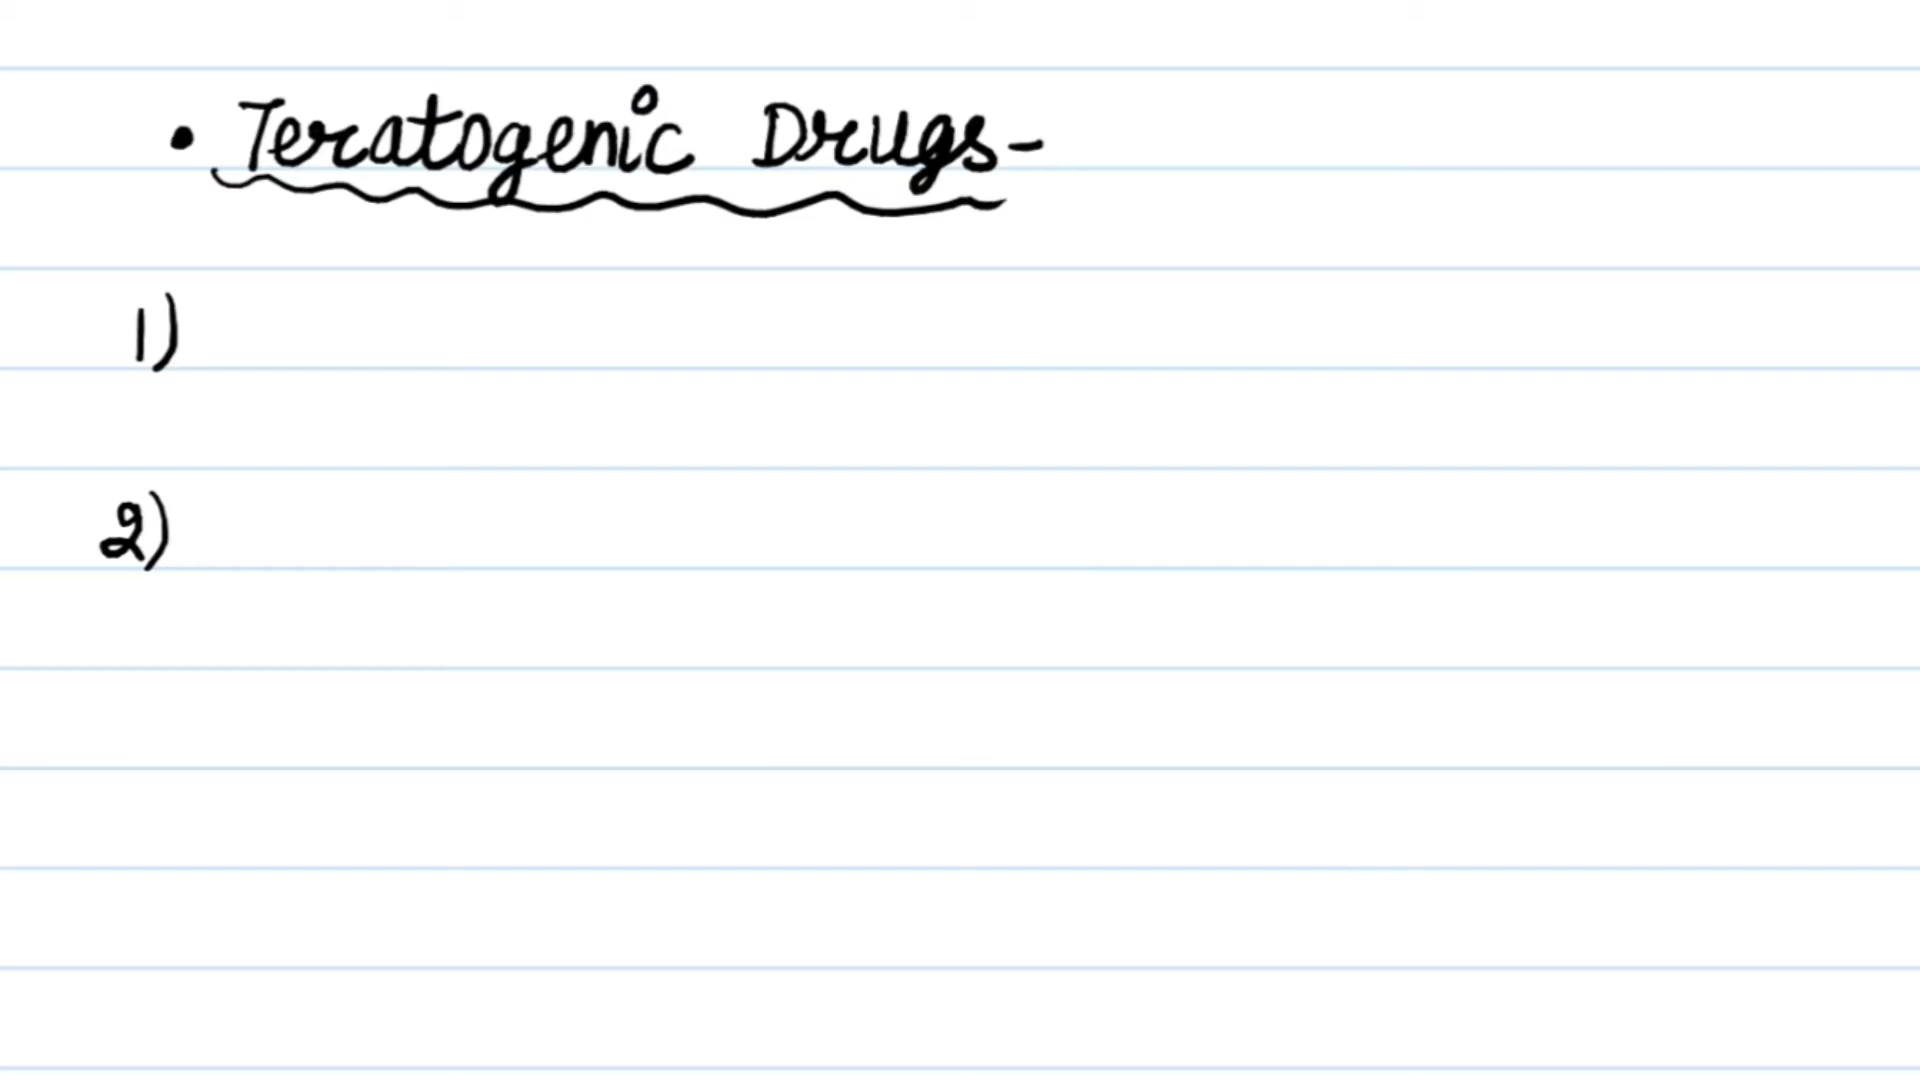 • Teratogenic Drugs-
1)
2)